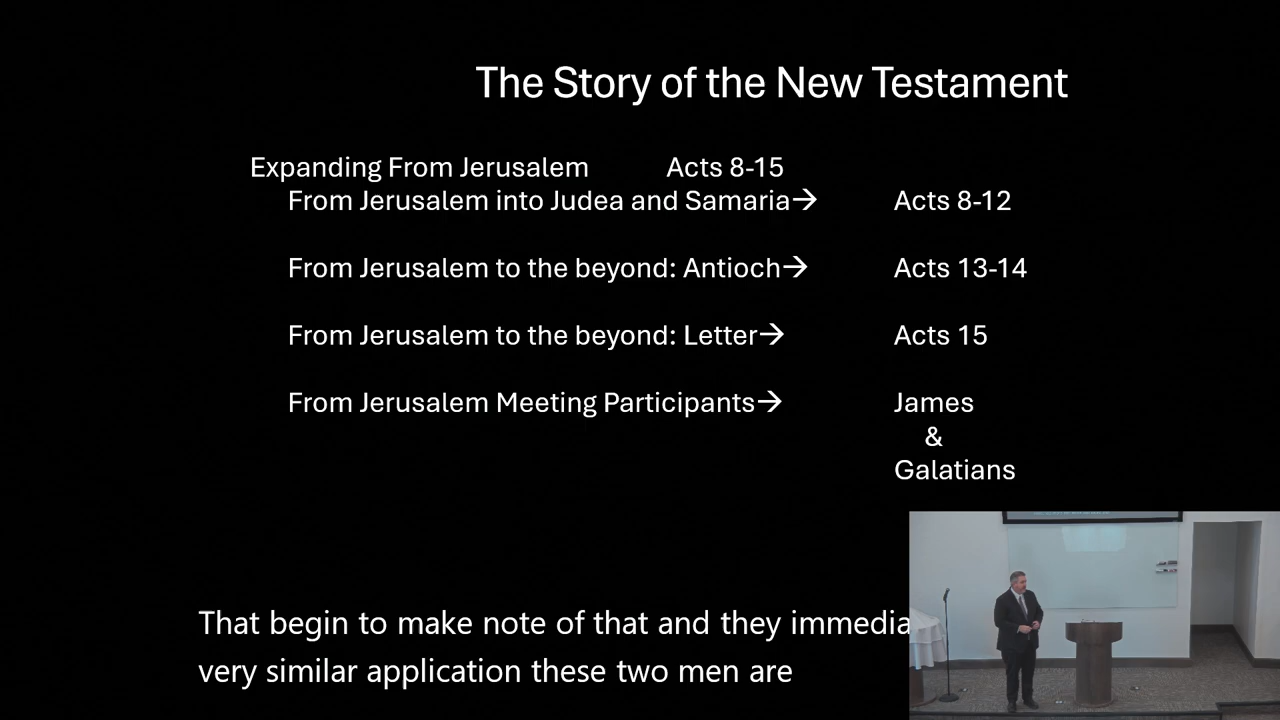 The Story of the New Testament
Expanding From Jerusalem Acts 8-15
From Jerusalem into Judea and Samaria→ Acts 8-12
From Jerusalem to the beyond: Antioch→ Acts 13-14
From Jerusalem to the beyond: Letter→ Acts 15
From Jerusalem Meeting Participants→ James
&
Galatians
That begin to make note of that and they immedia
very similar application these two men are